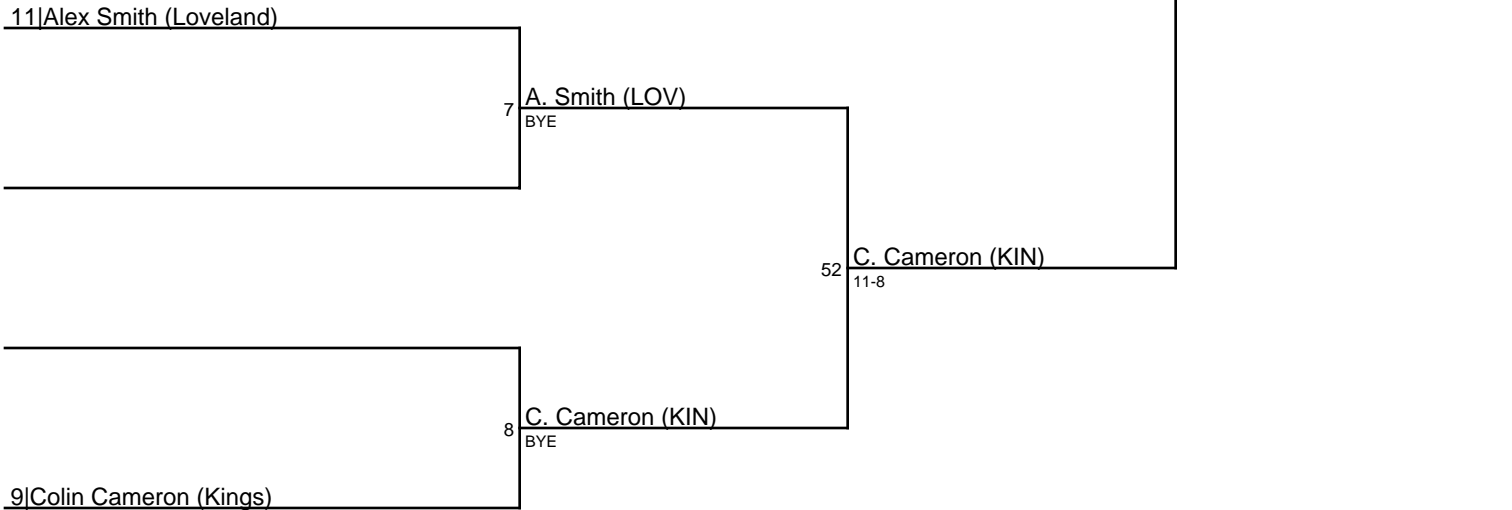 11|Alex Smith (Loveland)
7 A. Smith (LOV)
BYE
52 C. Cameron (KIN)
11-8
8 C. Cameron (KIN)
BYE
9|Colin Cameron (Kings)